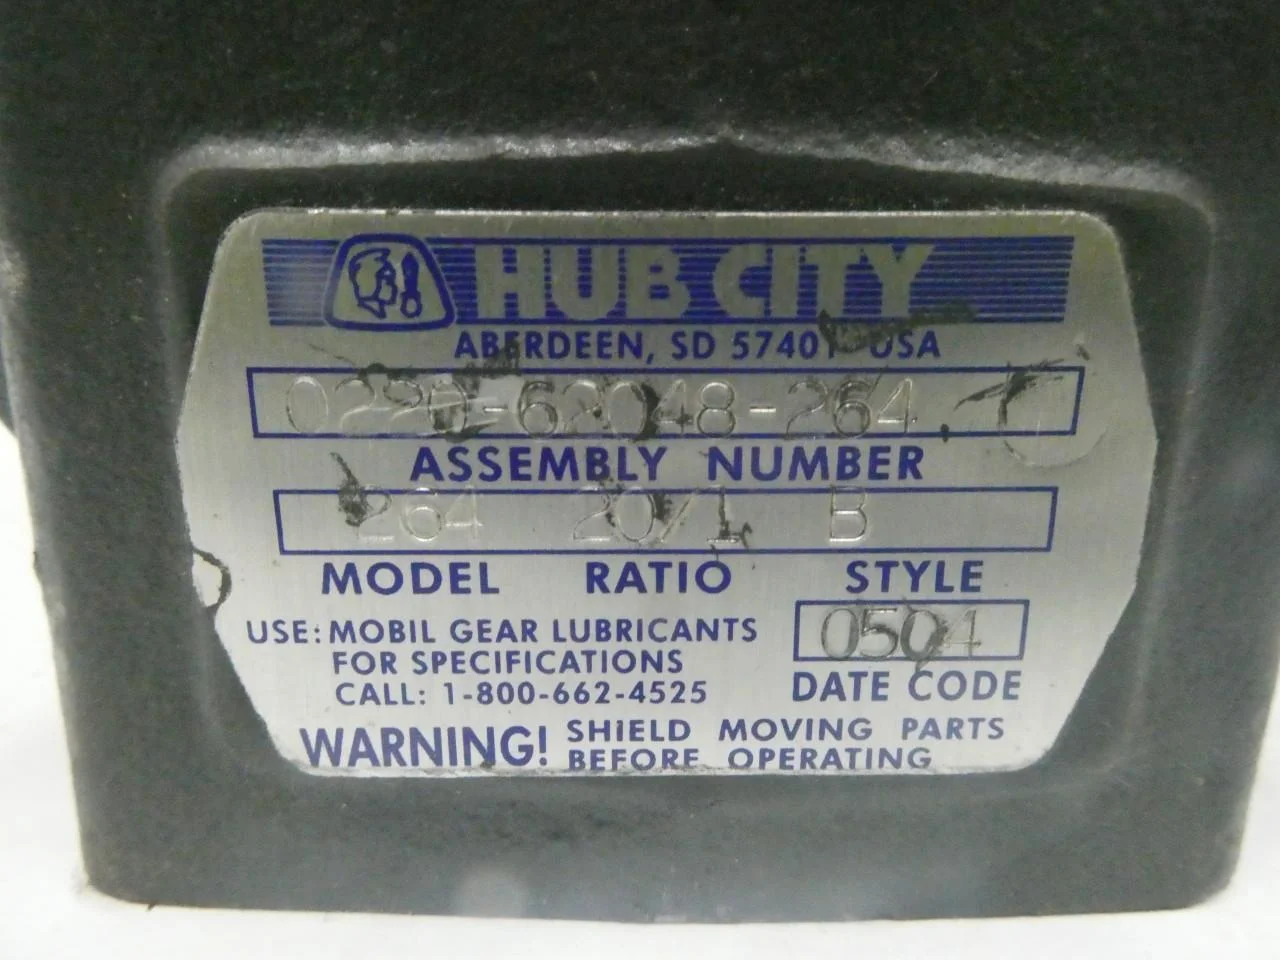 HUB CITY
ABERDEEN, SD 57401 USA
0220-62048-264
ASSEMBLY NUMBER
264 20/1 B
MODEL RATIO STYLE
USE: MOBIL GEAR LUBRICANTS
FOR SPECIFICATIONS
CALL: 1-800-662-4525
0504
DATE CODE
WARNING! SHIELD MOVING PARTS
BEFORE OPERATING